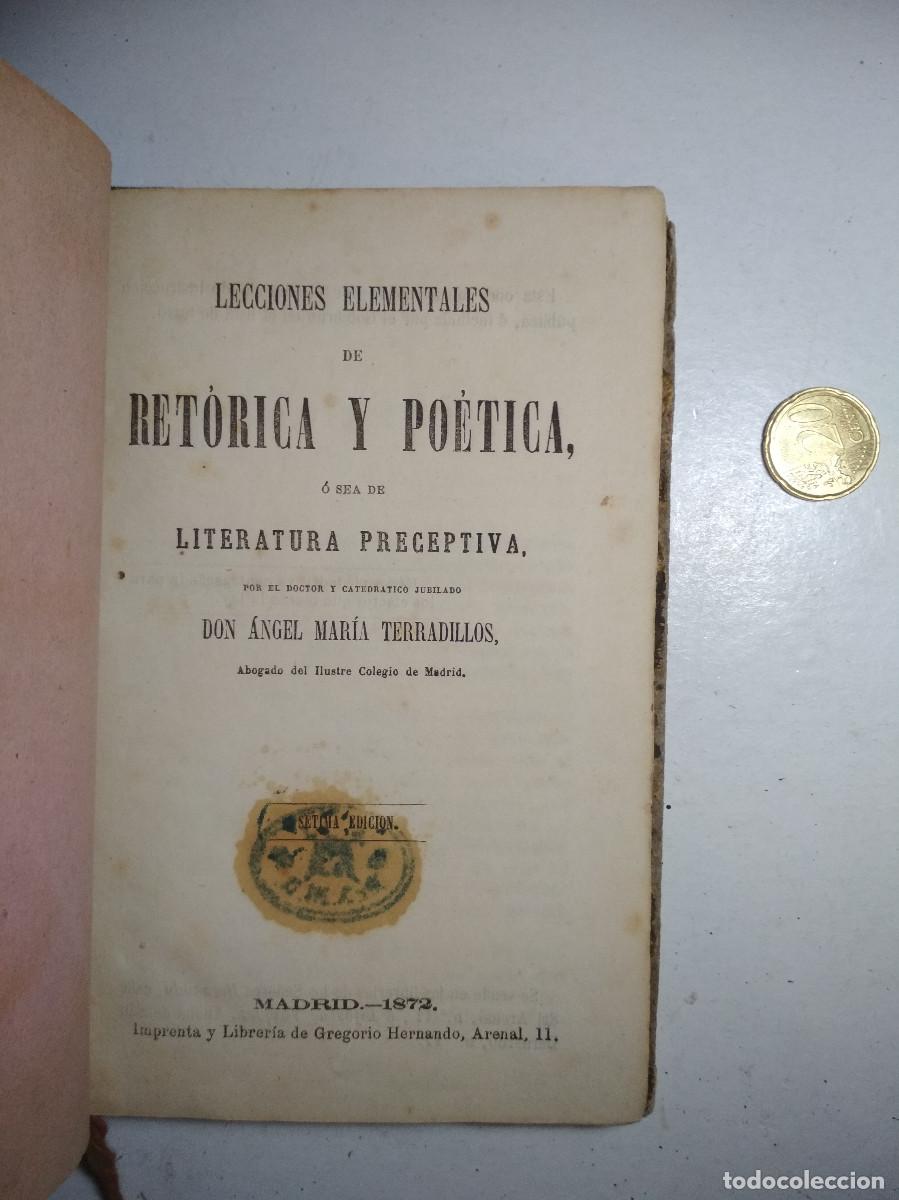 LECCIONES ELEMENTALES
DE
RETÓRICA Y POÉTICA,
Ó SEA DE
LITERATURA PRECEPTIVA,
POR EL DOCTOR Y CATEDRATICO JUBILADO
DON ÁNGEL MARÍA TERRADILLOS,
Abogado del Ilustre Colegio de Madrid.
SETIMA EDICION.
MADRID.—1872.
Imprenta y Librería de Gregorio Hernando, Arenal, 11.
20
todocoleccion